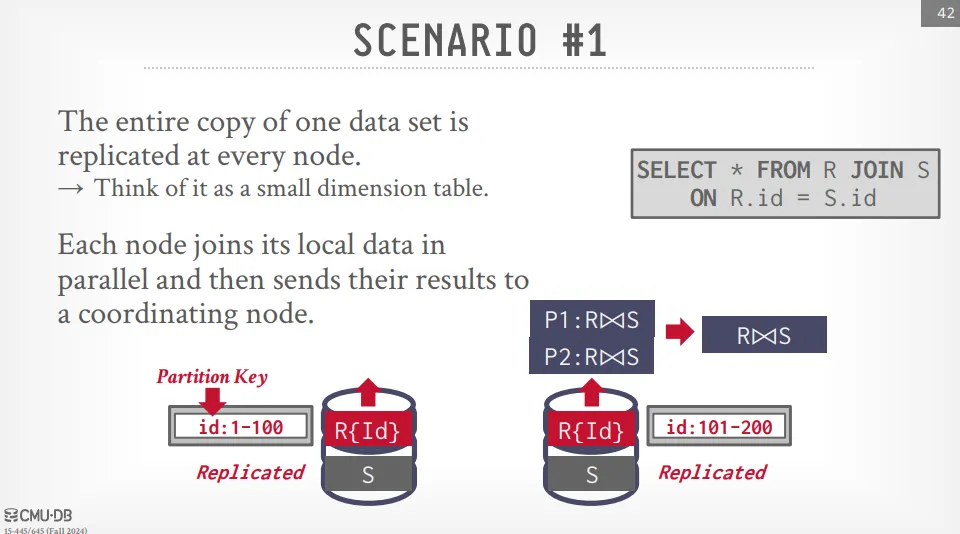 42
SCENARIO #1
The entire copy of one data set is
replicated at every node.
→ Think of it as a small dimension table.
SELECT * FROM R JOIN S
ON R.id = S.id
Each node joins its local data in
parallel and then sends their results to
a coordinating node.
P1:R⋈S
P2:R⋈S
R⋈S
Partition Key
id:1-100
R{Id}
Replicated
S
R{Id}
id:101-200
S
Replicated
CMU·DB
15-445/645 (Fall 2024)